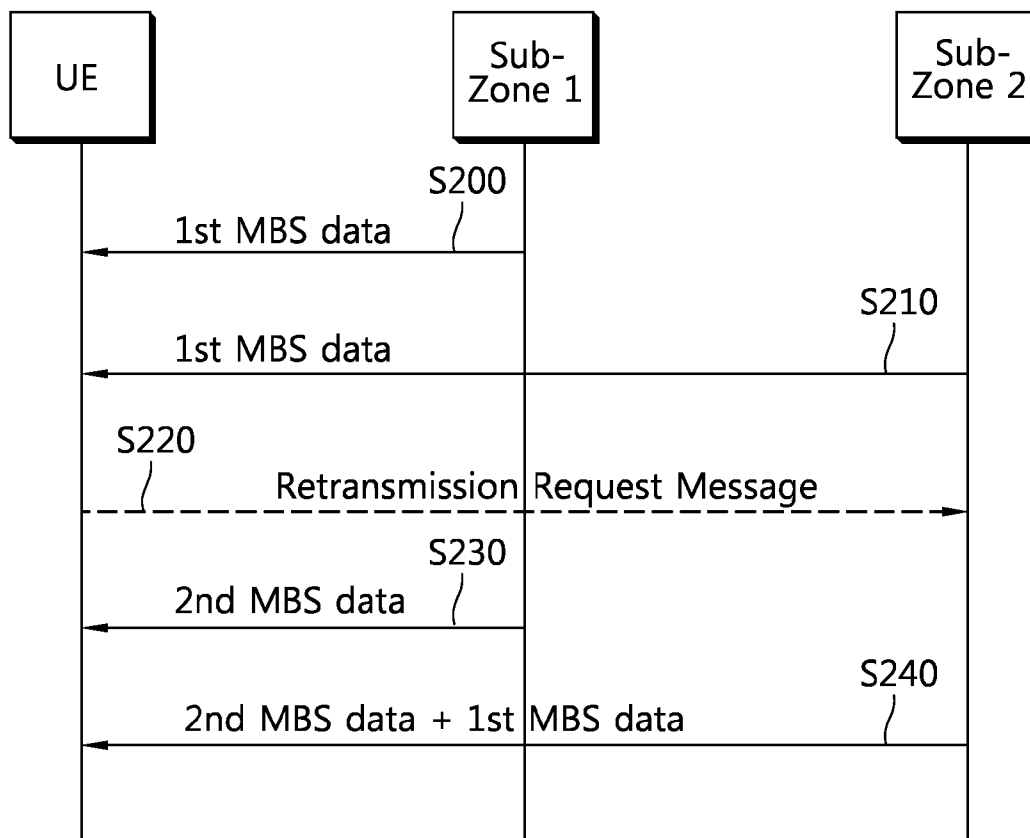 UE
Sub-
Zone 1
Sub-
Zone 2
S200
1st MBS data
S210
1st MBS data
S220
Retransmission Request Message
S230
2nd MBS data
S240
2nd MBS data + 1st MBS data